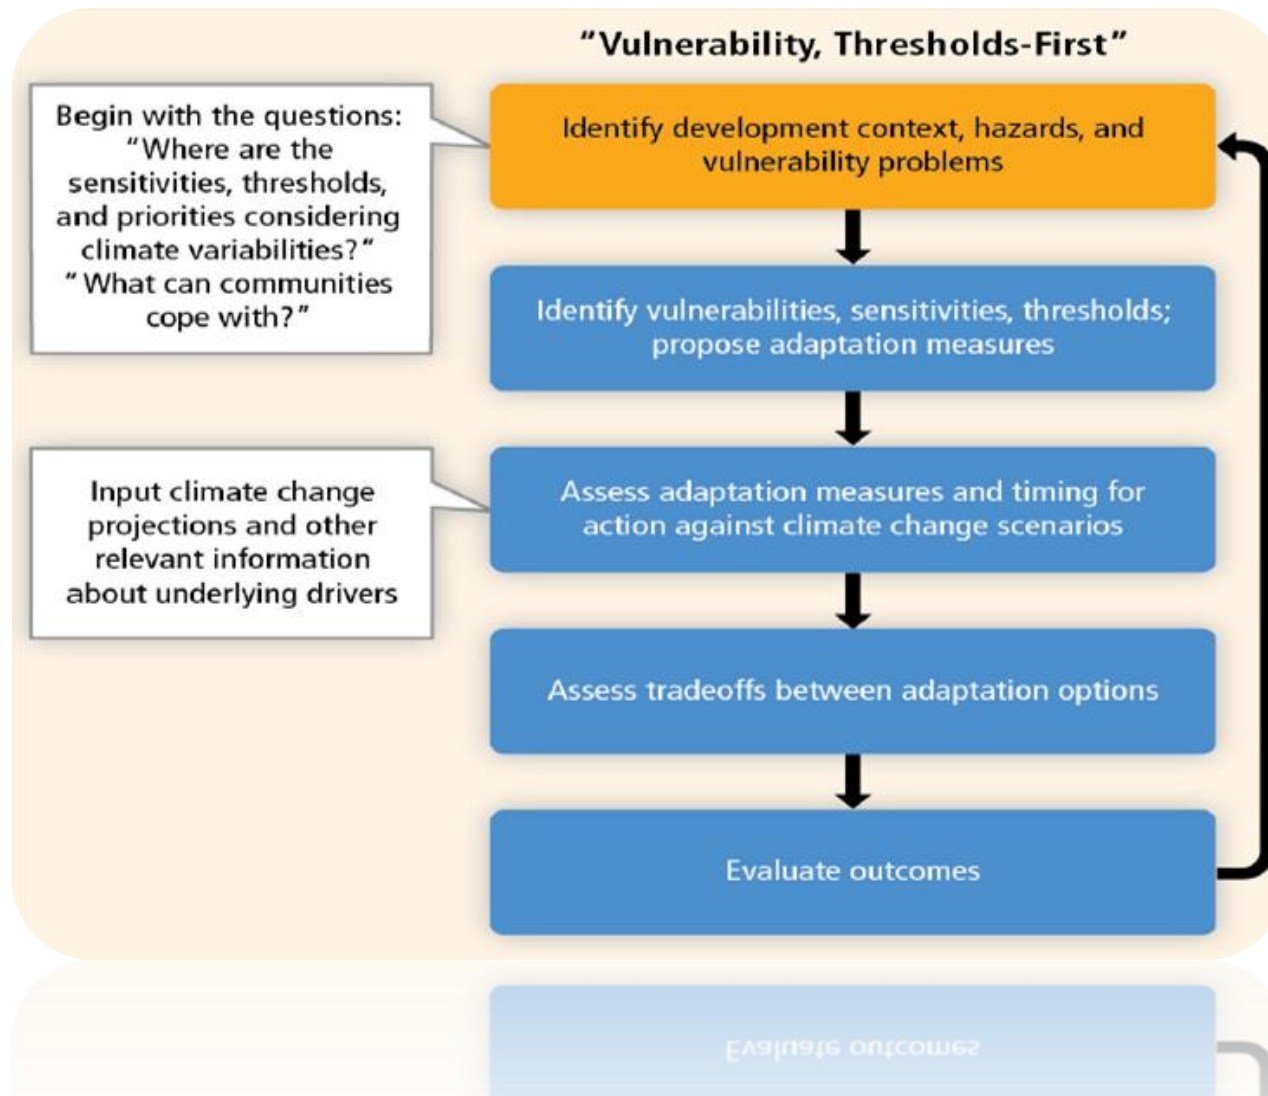 "Vulnerability, Thresholds-First"
Begin with the questions:
"Where are the
sensitivities, thresholds,
and priorities considering
climate variabilities?"
"What can communities
cope with?"
Identify development context, hazards, and
vulnerability problems
Identify vulnerabilities, sensitivities, thresholds;
propose adaptation measures
Input climate change
projections and other
relevant information
about underlying drivers
Assess adaptation measures and timing for
action against climate change scenarios
Assess tradeoffs between adaptation options
Evaluate outcomes
Evaluate outcomes